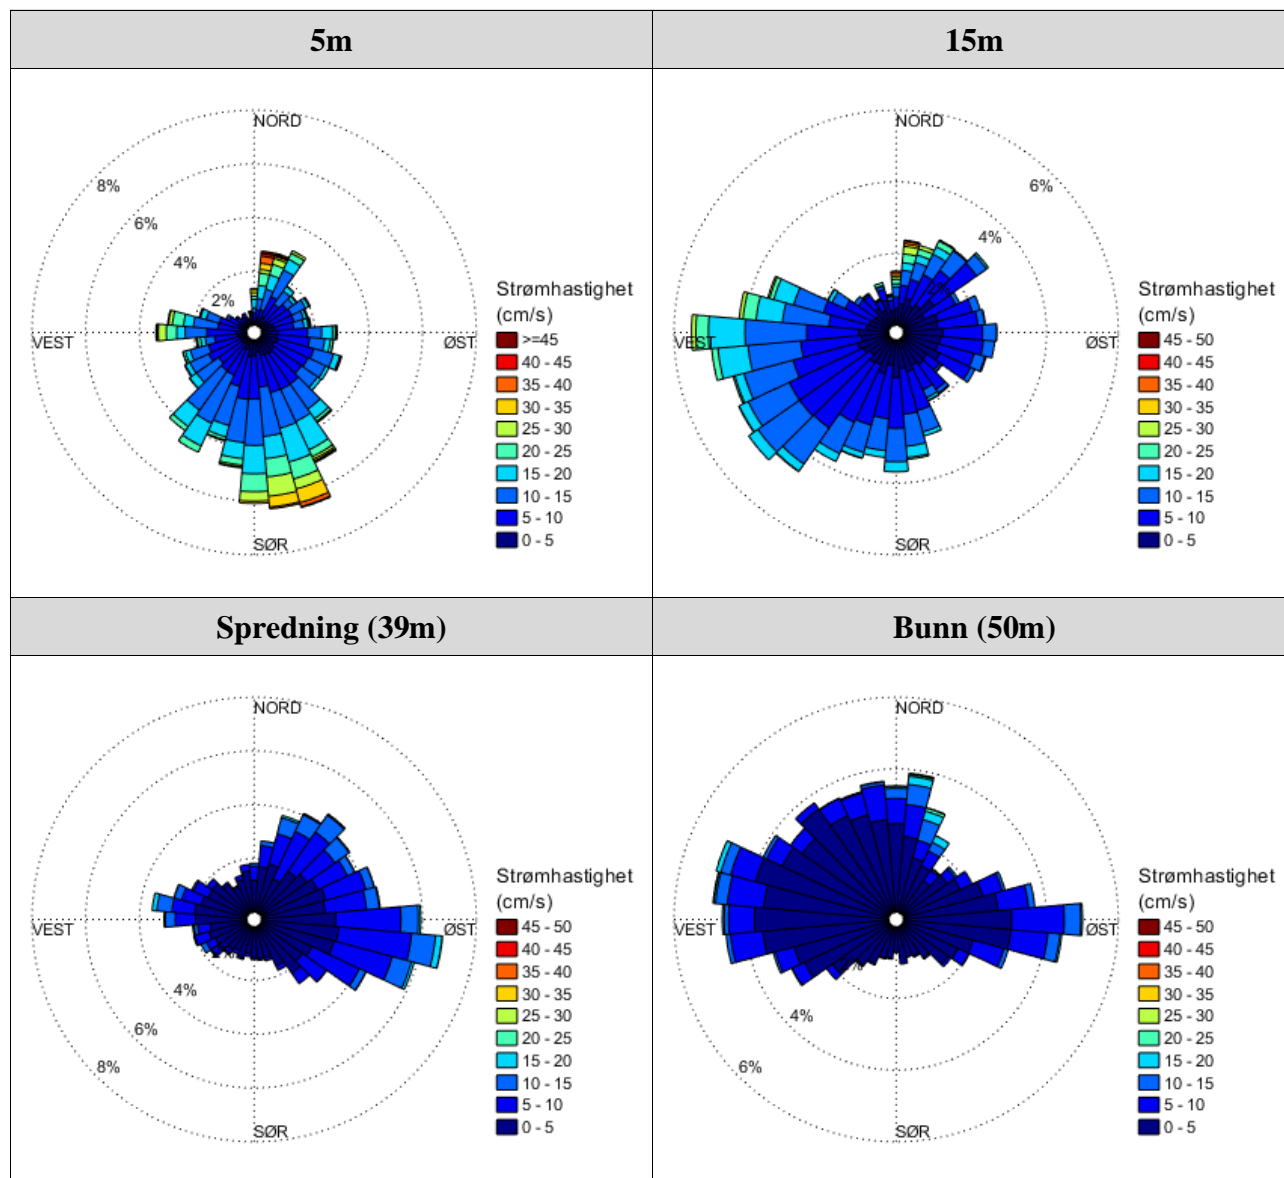 5m
15m
NORD
8%
6%
4%
2%
VEST
ØST
SØR
Strømhastighet
(cm/s)
>=45
40 - 45
35 - 40
30 - 35
25 - 30
20 - 25
15 - 20
10 - 15
5 - 10
0 - 5
NORD
6%
4%
VEST
ØST
SØR
Strømhastighet
(cm/s)
45 - 50
40 - 45
35 - 40
30 - 35
25 - 30
20 - 25
15 - 20
10 - 15
5 - 10
0 - 5
Spredning (39m)
Bunn (50m)
NORD
VEST
ØST
4%
6%
8%
SØR
Strømhastighet
(cm/s)
45 - 50
40 - 45
35 - 40
30 - 35
25 - 30
20 - 25
15 - 20
10 - 15
5 - 10
0 - 5
NORD
VEST
ØST
4%
6%
SØR
Strømhastighet
(cm/s)
45 - 50
40 - 45
35 - 40
30 - 35
25 - 30
20 - 25
15 - 20
10 - 15
5 - 10
0 - 5